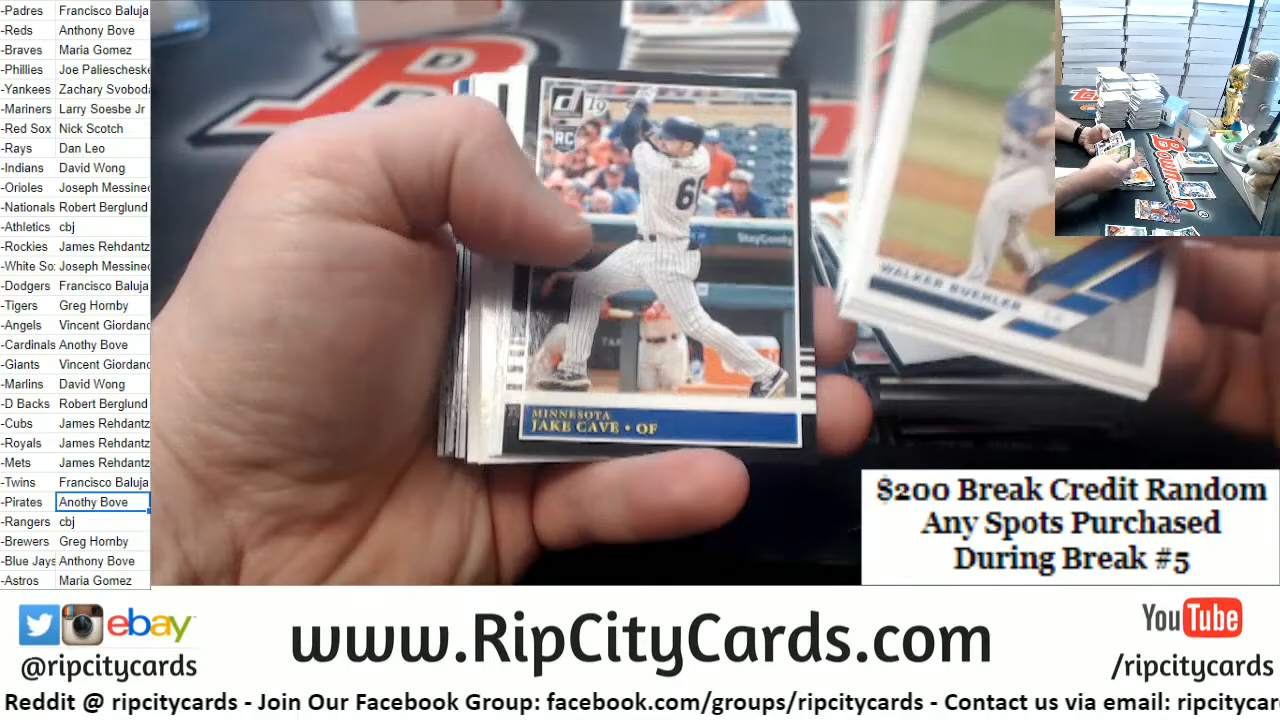 -Padres Francisco Baluja
-Reds Anthony Bove
-Braves Maria Gomez
-Phillies Joe Paliescheske
-Yankees Zachary Svoboda
-Mariners Larry Soesbe Jr
-Red Sox Nick Scotch
-Rays Dan Leo
-Indians David Wong
-Orioles Joseph Messinec
-Nationals Robert Berglund
-Athletics cbj
-Rockies James Rehdantz
-White So: Joseph Messinec
-Dodgers Francisco Baluja
-Tigers Greg Hornby
-Angels Vincent Giordano
-Cardinals Anothy Bove
-Giants Vincent Giordano
-Marlins David Wong
-D Backs Robert Berglund
-Cubs James Rehdantz
-Royals James Rehdantz
-Mets James Rehdantz
-Twins Francisco Baluja
-Pirates Anothy Bove
-Rangers cbj
-Brewers Greg Hornby
-Blue Jays Anthony Bove
-Astros Maria Gomez
d 19
RC
60
MINNESOTA
JAKE CAVE • OF
WALKER BUEHLER
Bowman
$200 Break Credit Random
Any Spots Purchased
During Break #5
ebay
@ripcitycards
www.RipCityCards.com
YouTube
/ripcitycards
Reddit @ ripcitycards - Join Our Facebook Group: facebook.com/groups/ripcitycards - Contact us via email: ripcitycar